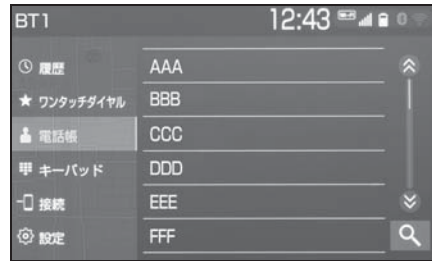 BT1 12:43
履歴 AAA
ワンタッチダイヤル BBB
電話帳 CCC
キーパッド DDD
接続 EEE
設定 FFF